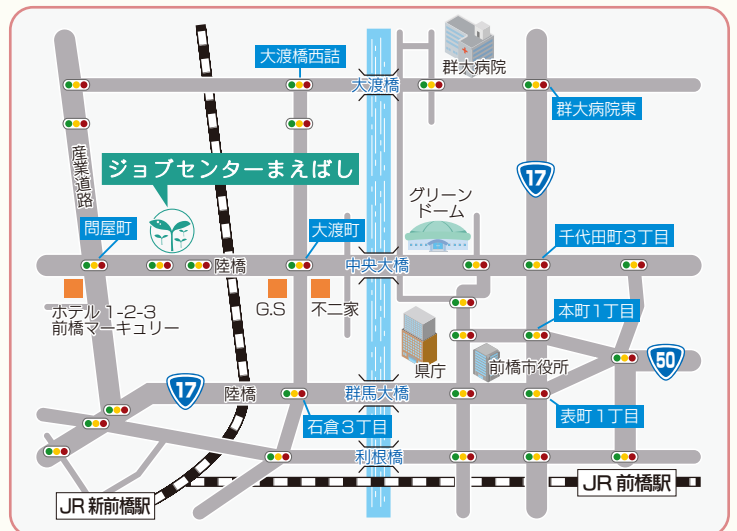 大渡橋西詰
群大病院
大渡橋
群大病院東
産業道路
ジョブセンターまえばし
17
グリーン
ドーム
問屋町
大渡町
千代田町3丁目
陸橋
中央大橋
ホテル1-2-3
前橋マーキュリー
G.S
不二家
本町1丁目
県庁
前橋市役所
50
17
陸橋
群馬大橋
石倉3丁目
表町1丁目
利根橋
JR 新前橋駅
JR 前橋駅